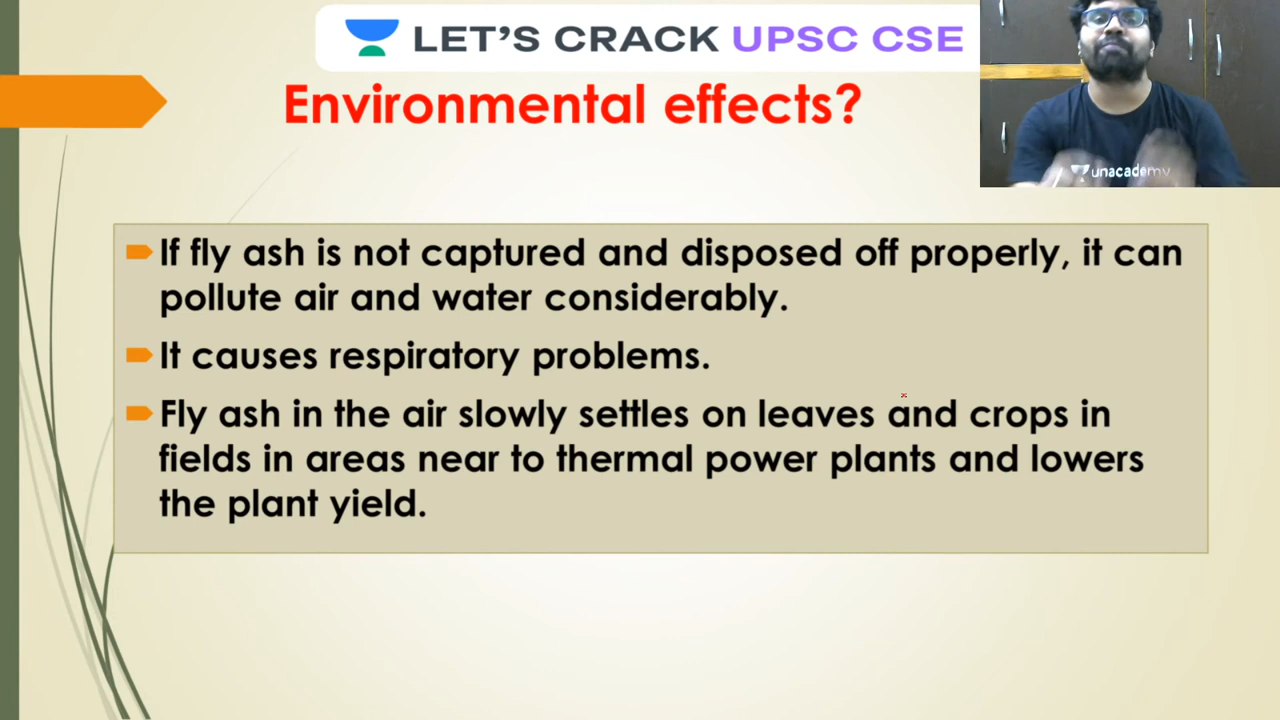 LET'S CRACK UPSC CSE
Environmental effects?
unacademy
If fly ash is not captured and disposed off properly, it can
pollute air and water considerably.
It causes respiratory problems.
Fly ash in the air slowly settles on leaves and crops in
fields in areas near to thermal power plants and lowers
the plant yield.